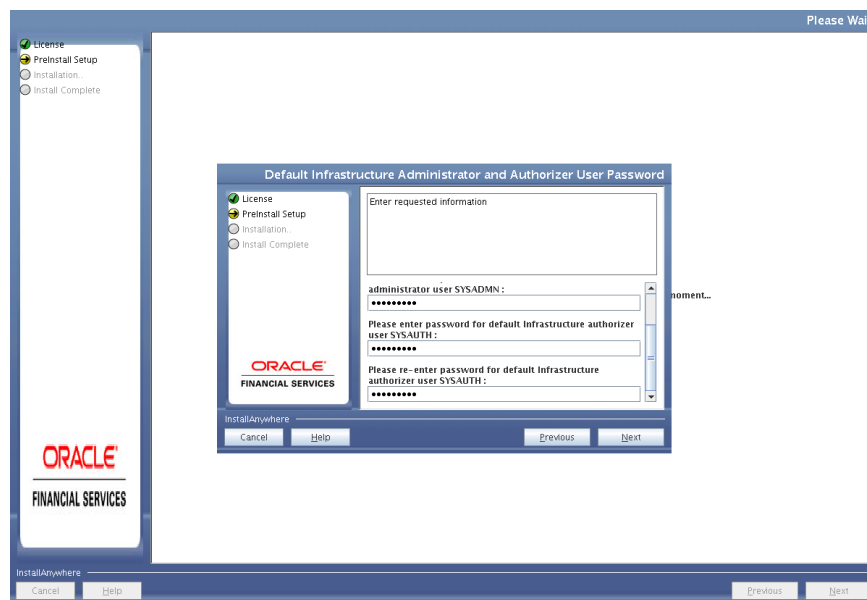 Please Wai
License
PreInstall Setup
Installation..
Install Complete
Default Infrastructure Administrator and Authorizer User Password
License
PreInstall Setup
Installation..
Install Complete
Enter requested information
administrator user SYSADMN :
•••••••••
Please enter password for default Infrastructure authorizer
user SYSAUTH :
•••••••••
Please re-enter password for default Infrastructure
authorizer user SYSAUTH :
•••••••••
moment...
ORACLE
FINANCIAL SERVICES
InstallAnywhere
Cancel
Help
Previous
Next
ORACLE
FINANCIAL SERVICES
InstallAnywhere
Cancel
Help
Previous
Next